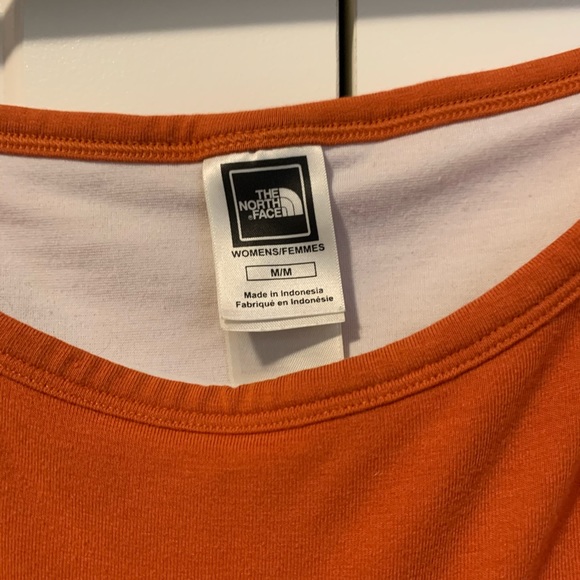 THE
NORTH
FACE
WOMENS/FEMMES
M/M
Made in Indonesia
Fabriqué en Indonésie